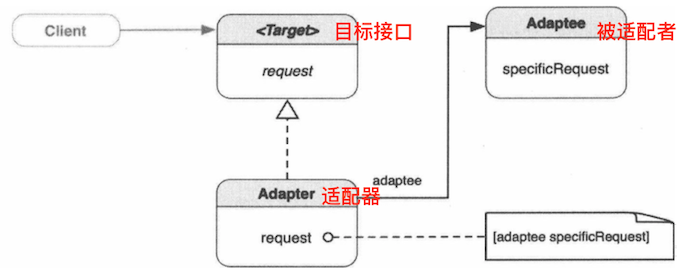 Client
<Target> 目标接口
request
Adaptee 被适配者
specificRequest
adaptee
Adapter 适配器
request
[adaptee specificRequest]